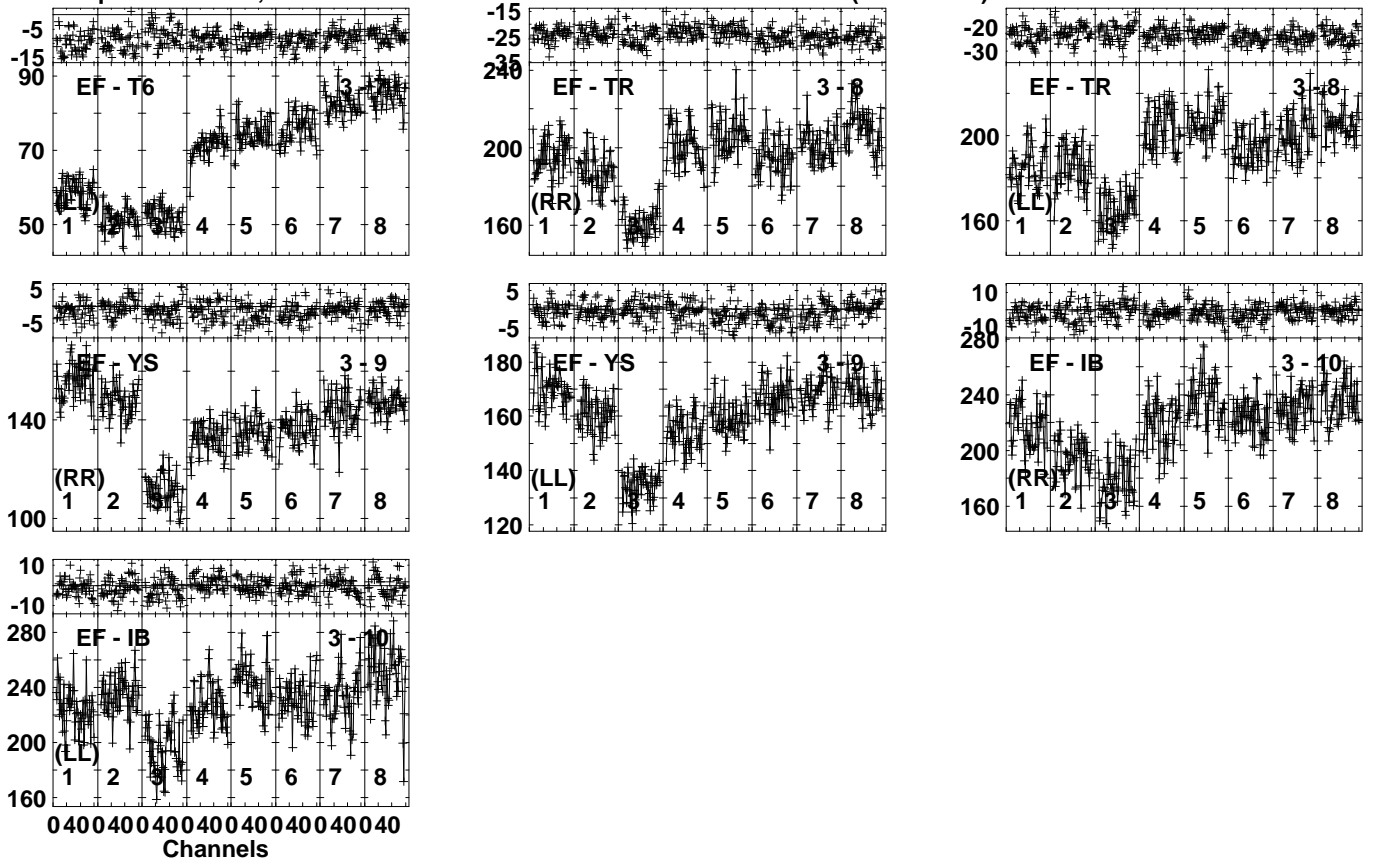 -5
-15
90
EF - T6
3 - 7
70
(LL)
50
1 2 3 4 5 6 7 8
-15
-25
-35
240
EF - TR
3 - 8
200
(RR)
160
1 2 3 4 5 6 7 8
-20
-30
EF - TR
3 - 8
200
(LL)
160
1 2 3 4 5 6 7 8
5
-5
EF - YS
3 - 9
140
(RR)
1 2 3 4 5 6 7 8
100
5
-5
180
EF - YS
3 - 9
160
140
(LL)
1 2 3 4 5 6 7 8
120
10
-10
280
EF - IB
3 - 10
240
200
(RR)
160
1 2 3 4 5 6 7 8
10
-10
280
EF - IB
3 - 10
240
200
(LL)
1 2 3 4 5 6 7 8
160
0 40 0 40 0 40 0 40 0 40 0 40 0 40 0 40
Channels